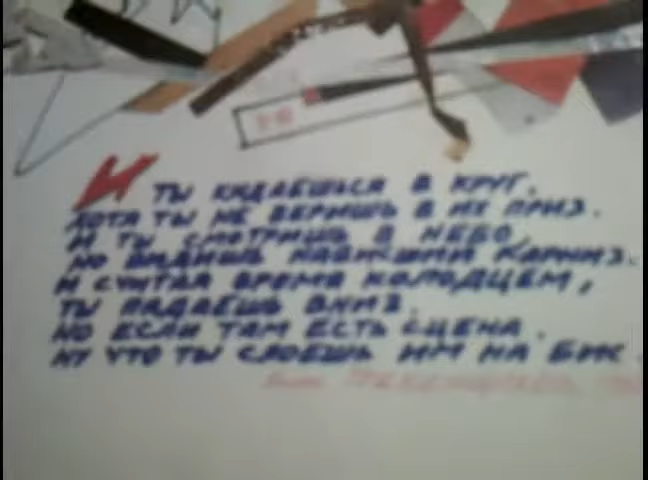 И ТЫ КИДАЕШЬСЯ В КРУГ,
ХОТЯ ТЫ НЕ ВЕРИШЬ В ИХ ПРИЗ.
И ТЫ СМОТРИШЬ В НЕБО,
НО ВИДИШЬ НАВИСШИЙ КАРНИЗ.
И СЧИТАЯ ВРЕМЯ КОЛОДЦЕМ,
ТЫ ПАДАЕШЬ ВНИЗ,
НО ЕСЛИ ТАМ ЕСТЬ СЦЕНА,
НУ ЧТО ТЫ СПОЕШЬ ИМ НА БИС